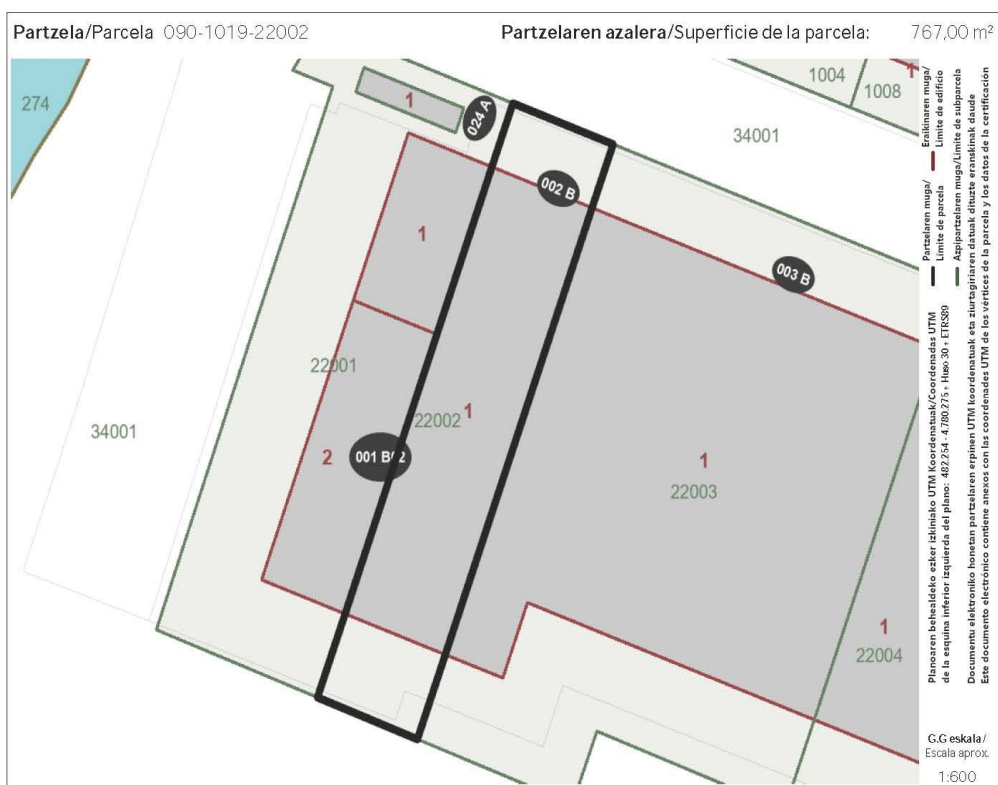 Partzela/Parcela 090-1019-22002
Partzelaren azalera/Superficie de la parcela: 767,00 m²
274
1
024 A
1004
1
1008
34001
002 B
1
003 B
22001
22002
1
34001
2
001 B02
1
22003
1
22004
Planoaren behealdeko ezker izkiniako UTM Koordenatuak/Coordenadas UTM
de la esquina inferior izquierda del plano: 482.254 - 4.780.275 + Huso 30 + ETRS89
Partzelaren muga/
Límite de parcela
Eraikinaren muga/
Límite de edificio
Azpipartzelaren muga/Límite de subparcela
Documentu elektroniko honetan partzelaren erpinen UTM koordenatuak eta ziurtagiriaren datuak dituzte eranskinak daude
Este documento electrónico contiene anexos con las coordenadas UTM de los vértices de la parcela y los datos de la certificación
G.G eskala/
Escala aprox.
1:600